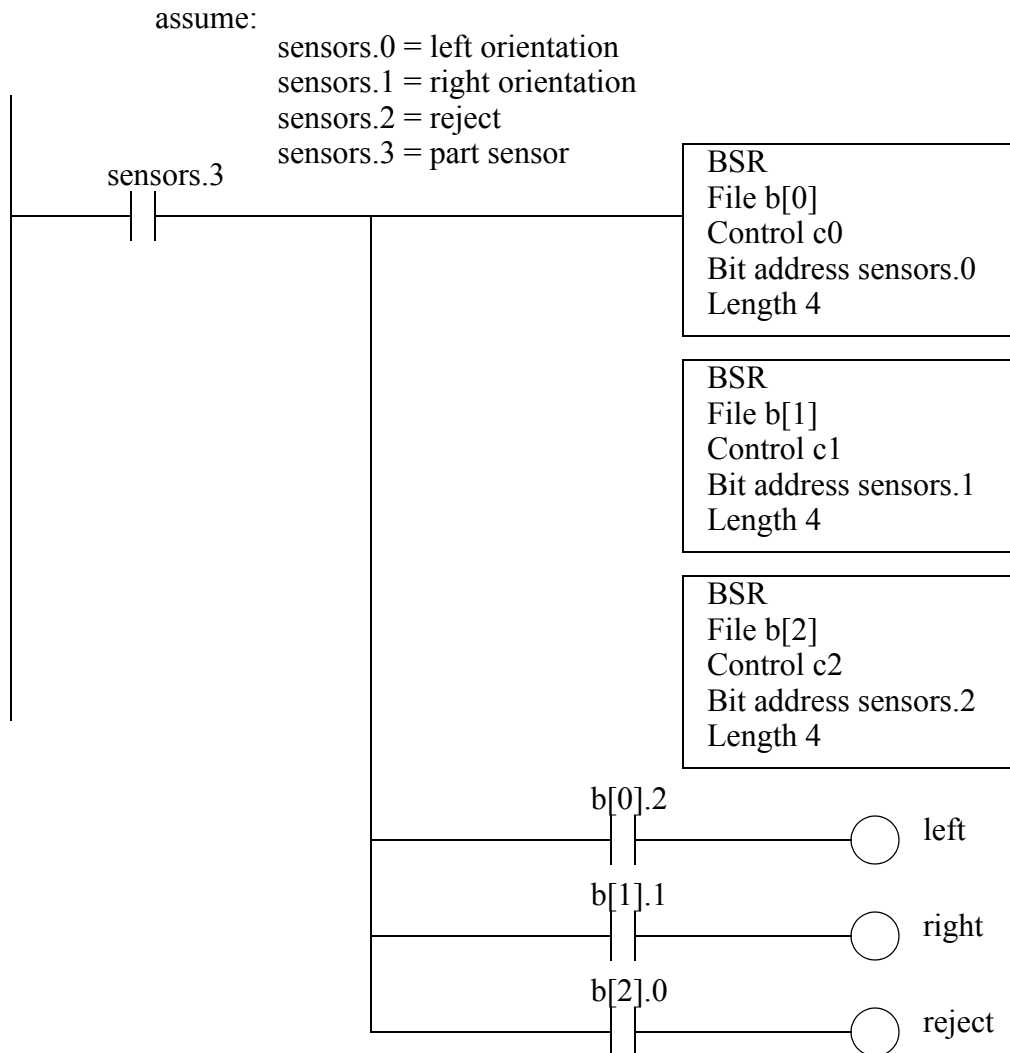 assume:
sensors.0 = left orientation
sensors.1 = right orientation
sensors.2 = reject
sensors.3 = part sensor
sensors.3
BSR
File b[0]
Control c0
Bit address sensors.0
Length 4
BSR
File b[1]
Control c1
Bit address sensors.1
Length 4
BSR
File b[2]
Control c2
Bit address sensors.2
Length 4
b[0].2
left
b[1].1
right
b[2].0
reject